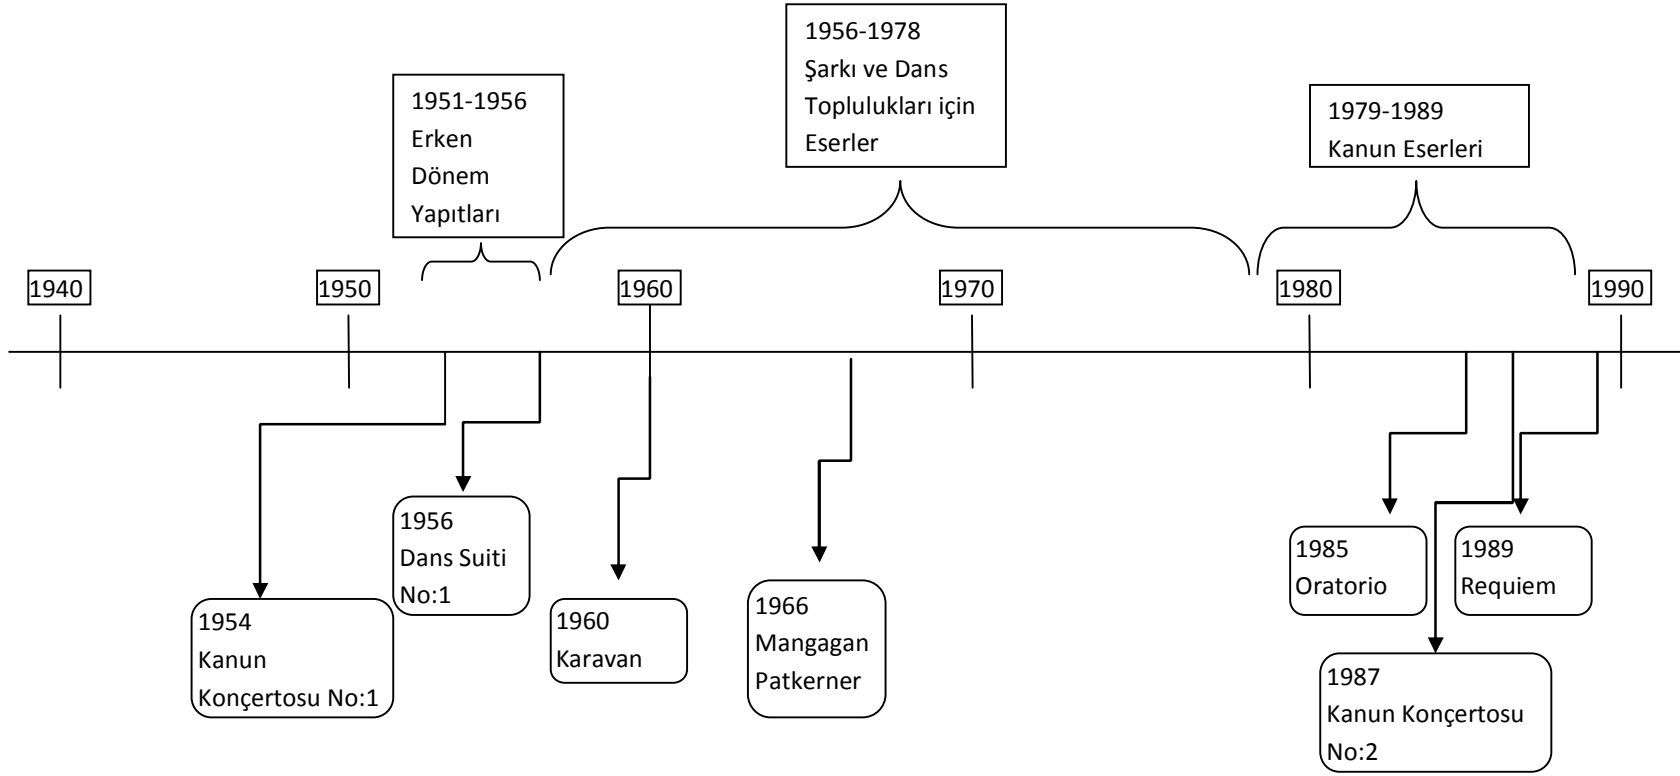 1956-1978
Şarkı ve Dans
Toplulukları için
Eserler
1951-1956
Erken
Dönem
Yapıtları
1979-1989
Kanun Eserleri
1940
1950
1960
1970
1980
1990
1954
Kanun
Konçertosu No:1
1956
Dans Suiti
No:1
1960
Karavan
1966
Mangagan
Patkerner
1985
Oratorio
1989
Requiem
1987
Kanun Konçertosu
No:2